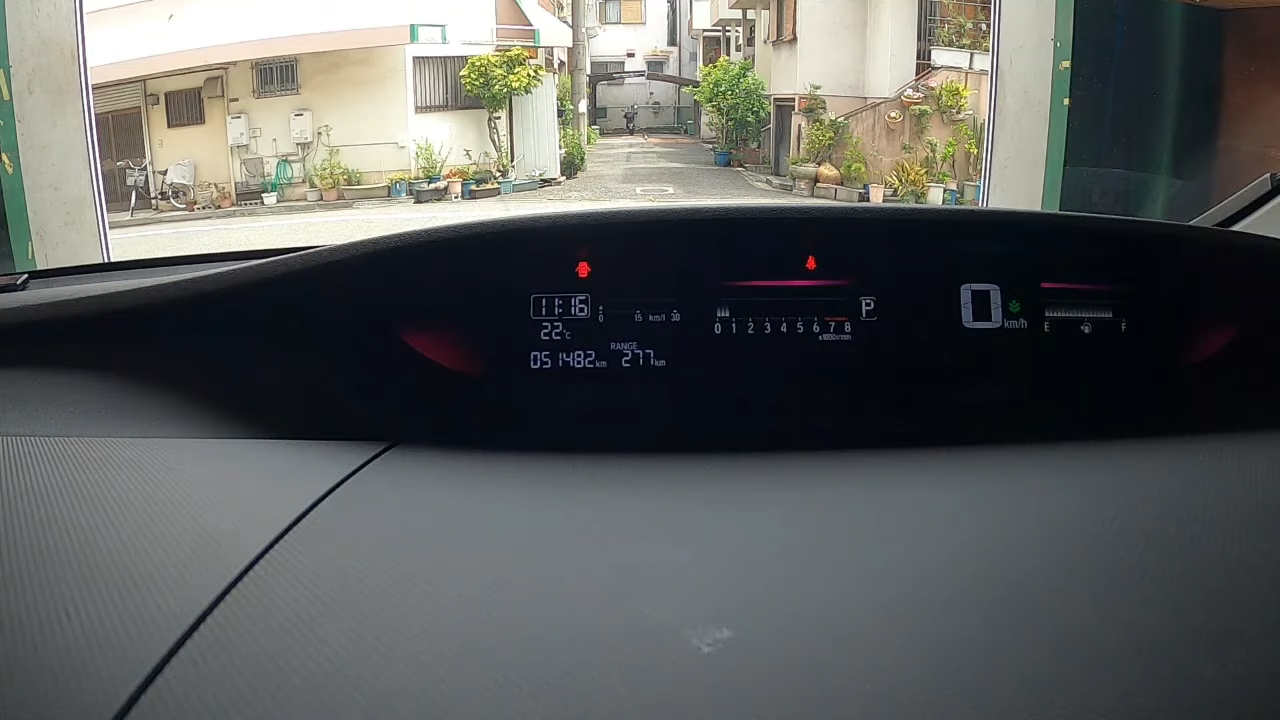 11:16
0 15 km/l 30
22°C
RANGE
051482km 277km
0 1 2 3 4 5 6 7 8
x1000r/min
P
0 km/h
E F